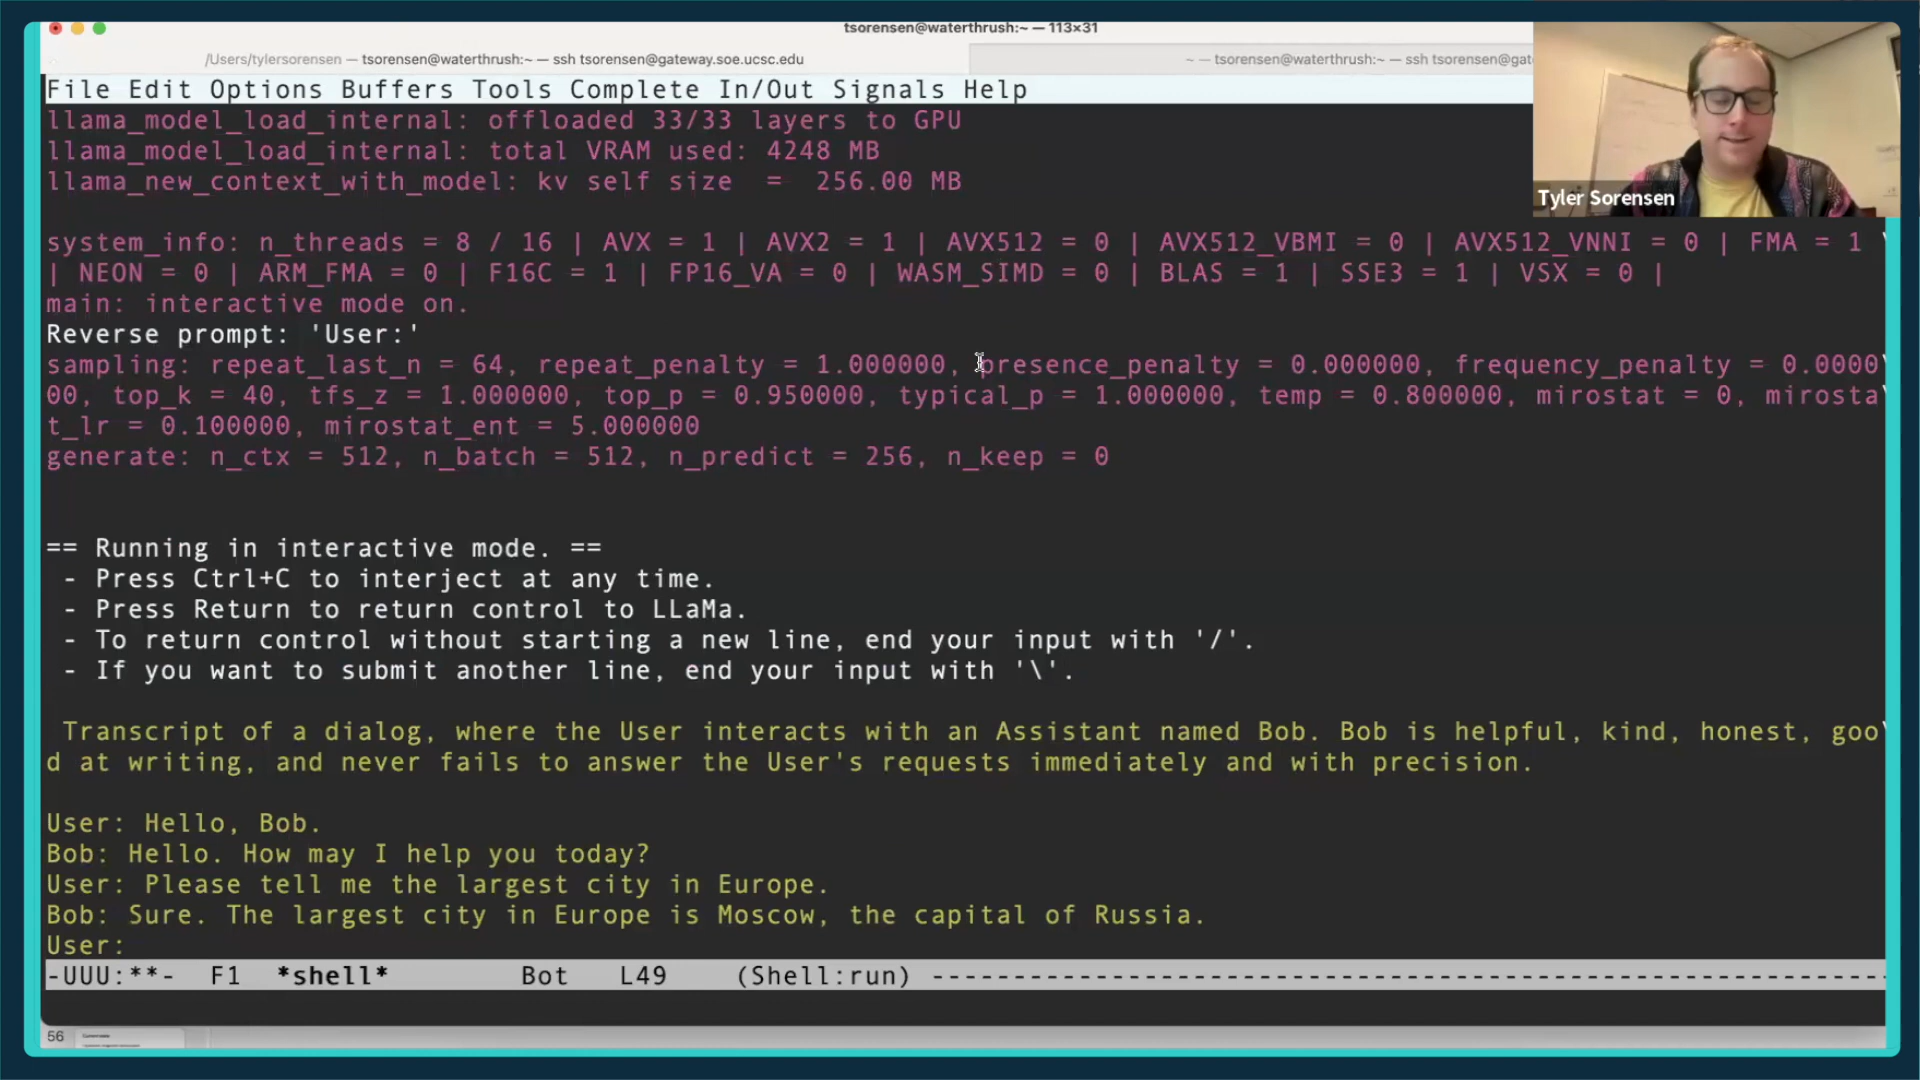 tsorensen@waterthrush:~ — 113×31
/Users/tylersorensen — tsorensen@waterthrush:~ — ssh tsorensen@gateway.soe.ucsc.edu
~ — tsorensen@waterthrush:~ — ssh tsorensen@gat
File Edit Options Buffers Tools Complete In/Out Signals Help
llama_model_load_internal: offloaded 33/33 layers to GPU
llama_model_load_internal: total VRAM used: 4248 MB
llama_new_context_with_model: kv self size  =  256.00 MB
Tyler Sorensen
system_info: n_threads = 8 / 16 | AVX = 1 | AVX2 = 1 | AVX512 = 0 | AVX512_VBMI = 0 | AVX512_VNNI = 0 | FMA = 1 \
| NEON = 0 | ARM_FMA = 0 | F16C = 1 | FP16_VA = 0 | WASM_SIMD = 0 | BLAS = 1 | SSE3 = 1 | VSX = 0 |
main: interactive mode on.
Reverse prompt: 'User:'
sampling: repeat_last_n = 64, repeat_penalty = 1.000000, presence_penalty = 0.000000, frequency_penalty = 0.0000\
00, top_k = 40, tfs_z = 1.000000, top_p = 0.950000, typical_p = 1.000000, temp = 0.800000, mirostat = 0, mirosta\
t_lr = 0.100000, mirostat_ent = 5.000000
generate: n_ctx = 512, n_batch = 512, n_predict = 256, n_keep = 0
== Running in interactive mode. ==
- Press Ctrl+C to interject at any time.
- Press Return to return control to LLaMa.
- To return control without starting a new line, end your input with '/'.
- If you want to submit another line, end your input with '\'.
Transcript of a dialog, where the User interacts with an Assistant named Bob. Bob is helpful, kind, honest, goo\
d at writing, and never fails to answer the User's requests immediately and with precision.
User: Hello, Bob.
Bob: Hello. How may I help you today?
User: Please tell me the largest city in Europe.
Bob: Sure. The largest city in Europe is Moscow, the capital of Russia.
User:
-UUU:**-  F1  *shell*        Bot   L49    (Shell:run) ----------------------------------------------------------
56